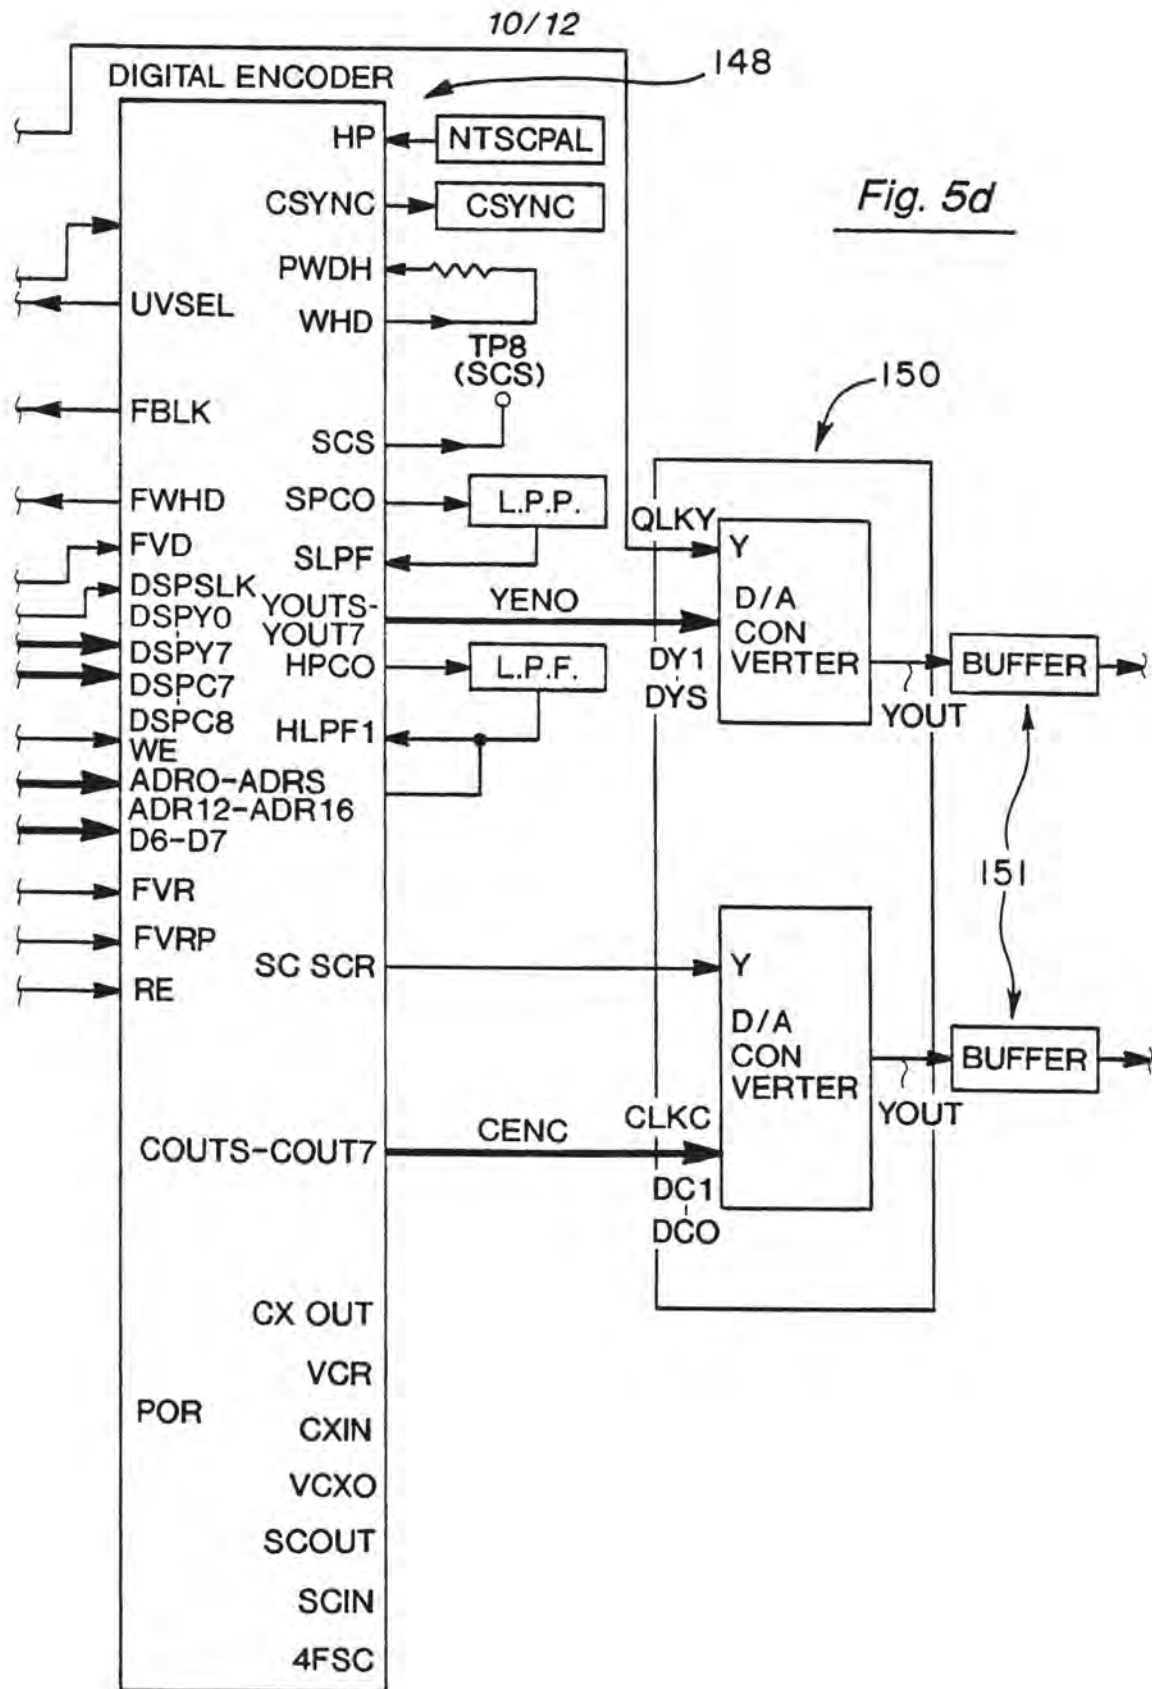 10/12
DIGITAL ENCODER
148
HP
NTSCPAL
CSYNC
CSYNC
Fig. 5d
PWDH
UVSEL
WHD
TP8
(SCS)
150
FBLK
SCS
FWHD
SPCO
L.P.P.
QLKY
Y
FVD
SLPF
DSPSLK
DSPY0
DSPY7
YOUTS-
YOUT7
YENO
D/A
CON
VERTER
DY1
DYS
HPCO
L.P.F.
BUFFER
DSPC7
DSPC8
YOUT
HLPF1
WE
ADRO-ADRS
ADR12-ADR16
D6-D7
FVR
151
FVRP
SC SCR
Y
RE
D/A
CON
VERTER
BUFFER
YOUT
COUTS-COUT7
CENC
CLKC
DC1
DCO
CX OUT
VCR
POR
CXIN
VCXO
SCOUT
SCIN
4FSC